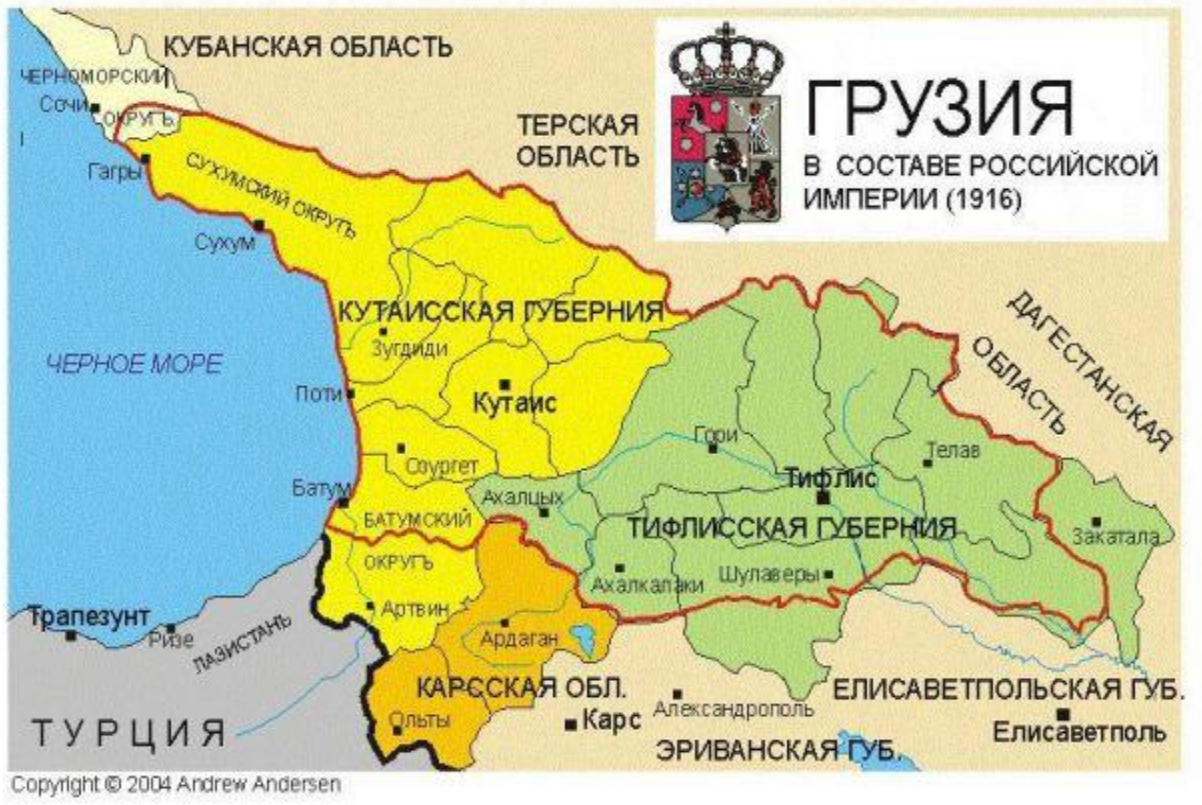 КУБАНСКАЯ ОБЛАСТЬ
ЧЕРНОМОРСКИЙ
Сочи
ОКРУГЪ
Гагры
СУХУМСКИЙ ОКРУГЪ
Сухум
ТЕРСКАЯ
ОБЛАСТЬ
ГРУЗИЯ
В СОСТАВЕ РОССИЙСКОЙ
ИМПЕРИИ (1916)
КУТАИССКАЯ ГУБЕРНИЯ
Зугдиди
ЧЕРНОЕ МОРЕ
Поти
Кутаис
ДАГЕСТАНСКАЯ
ОБЛАСТЬ
Гори
Телав
Озургет
Тифлис
Батум
Ахалцых
БАТУМСКИЙ
ТИФЛИССКАЯ ГУБЕРНИЯ
Закатала
ОКРУГЪ
Ахалкалаки
Шулаверы
Артвин
Трапезунт
Ризе
ЛАЗИСТАНЬ
Ардаган
КАРССКАЯ ОБЛ.
ЕЛИСАВЕТПОЛЬСКАЯ ГУБ.
Ольты
Карс
Александрополь
Елисаветполь
ТУРЦИЯ
ЭРИВАНСКАЯ ГУБ.
Copyright © 2004 Andrew Andersen